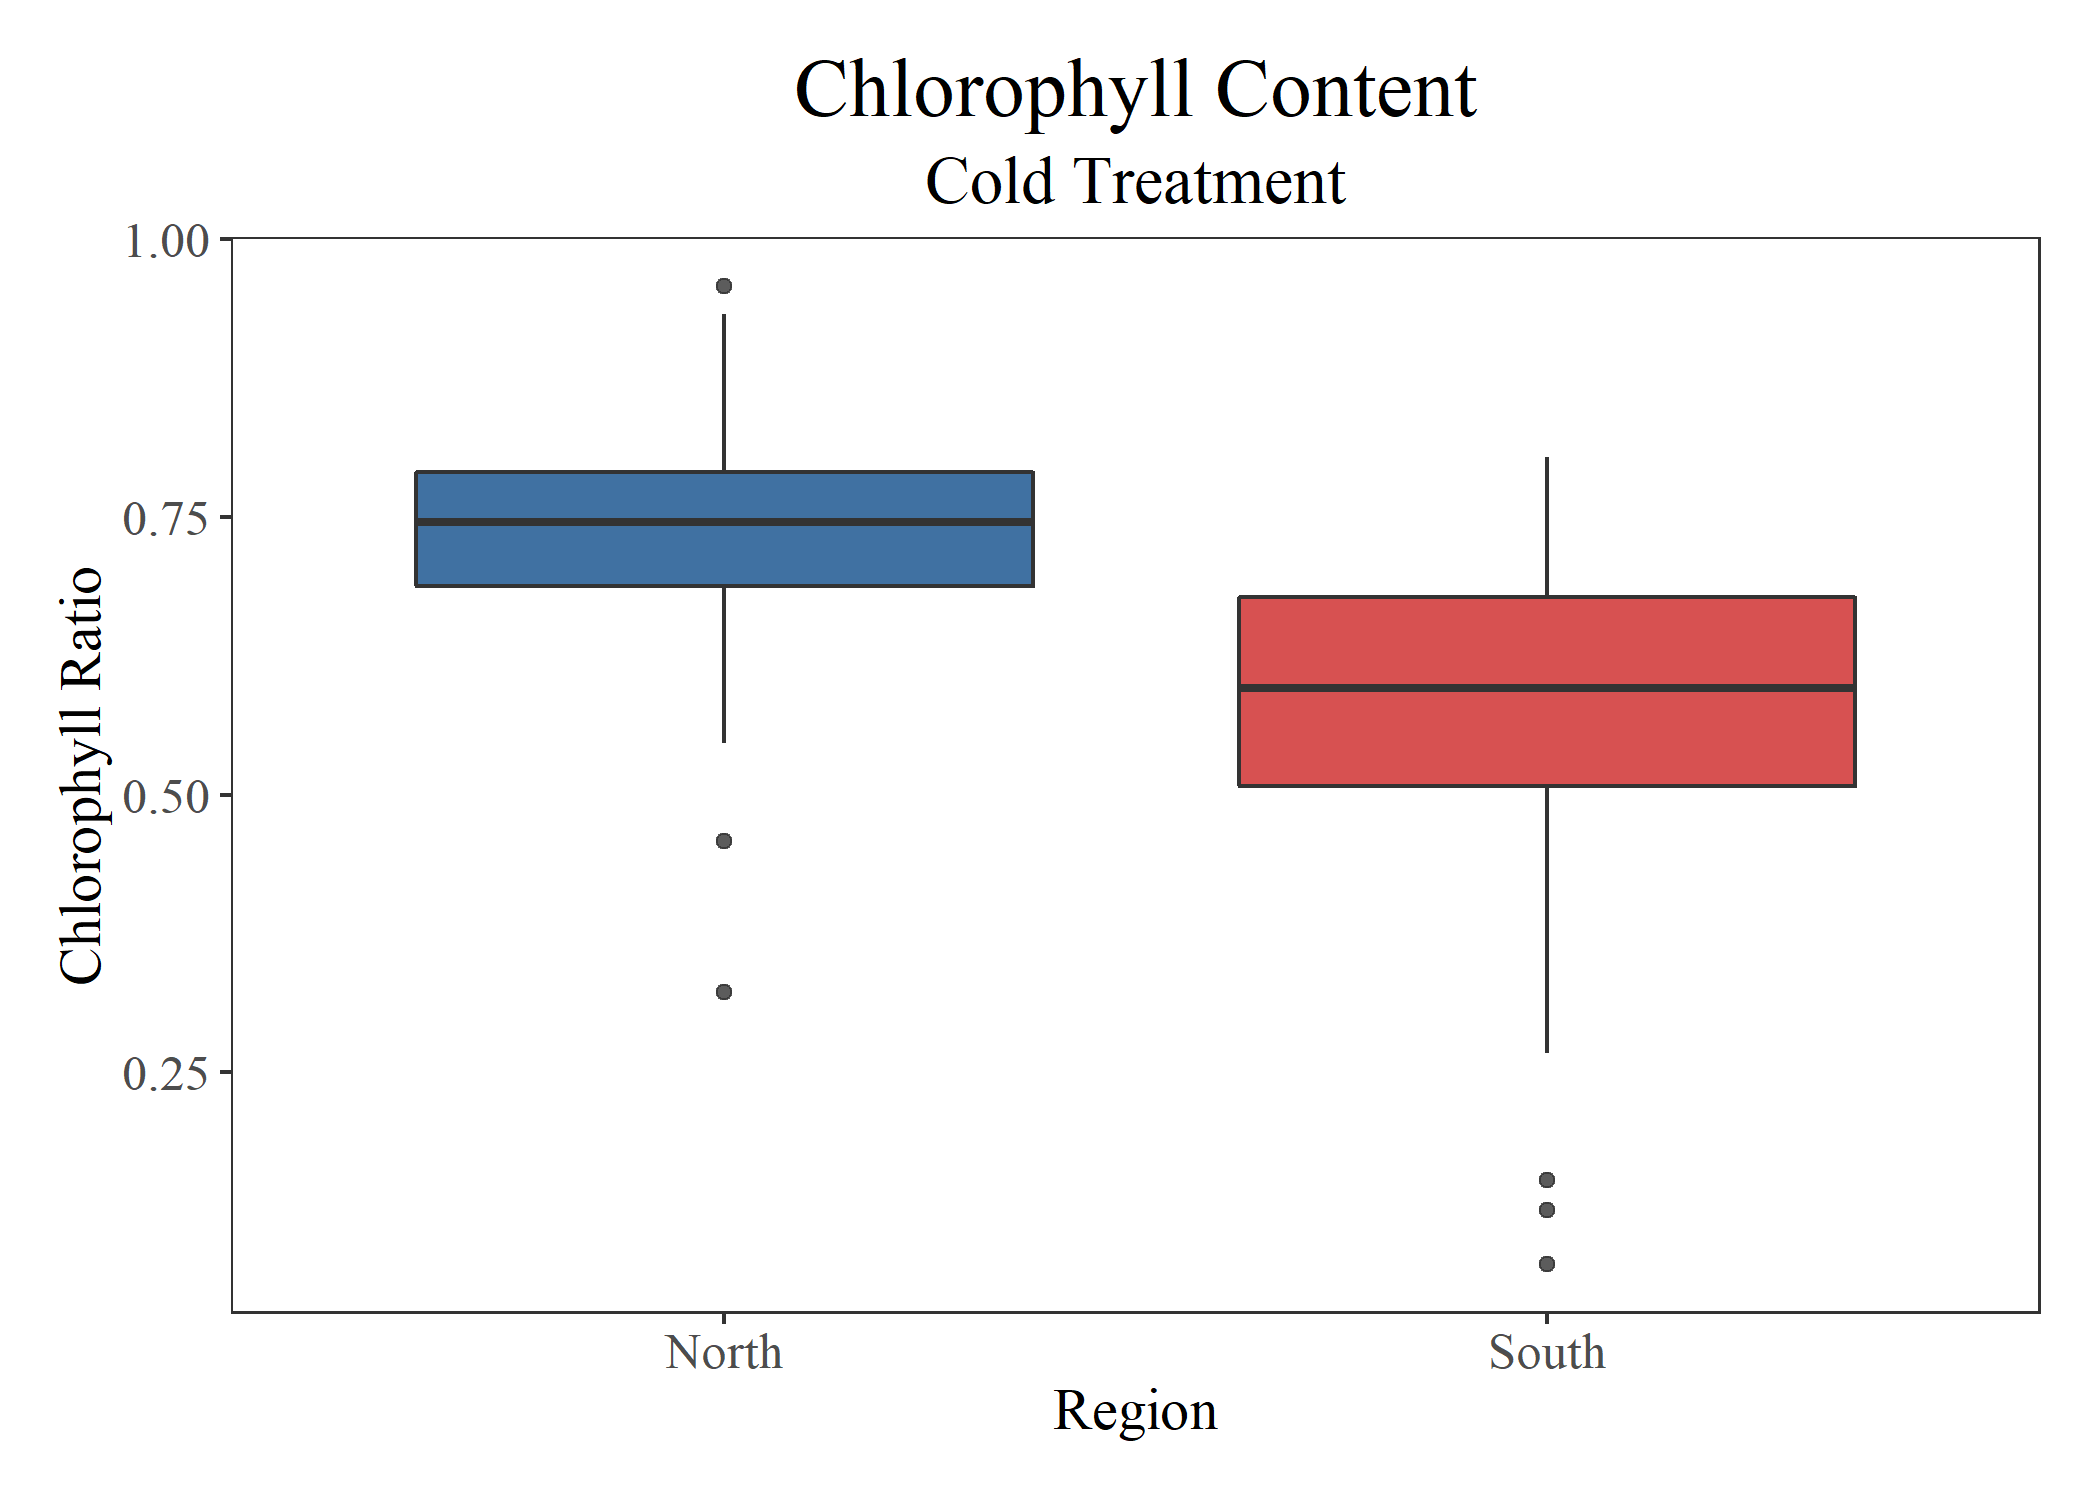 Chlorophyll Content
Cold Treatment
1.00
0.75
0.50
0.25
Chlorophyll Ratio
North
South
Region